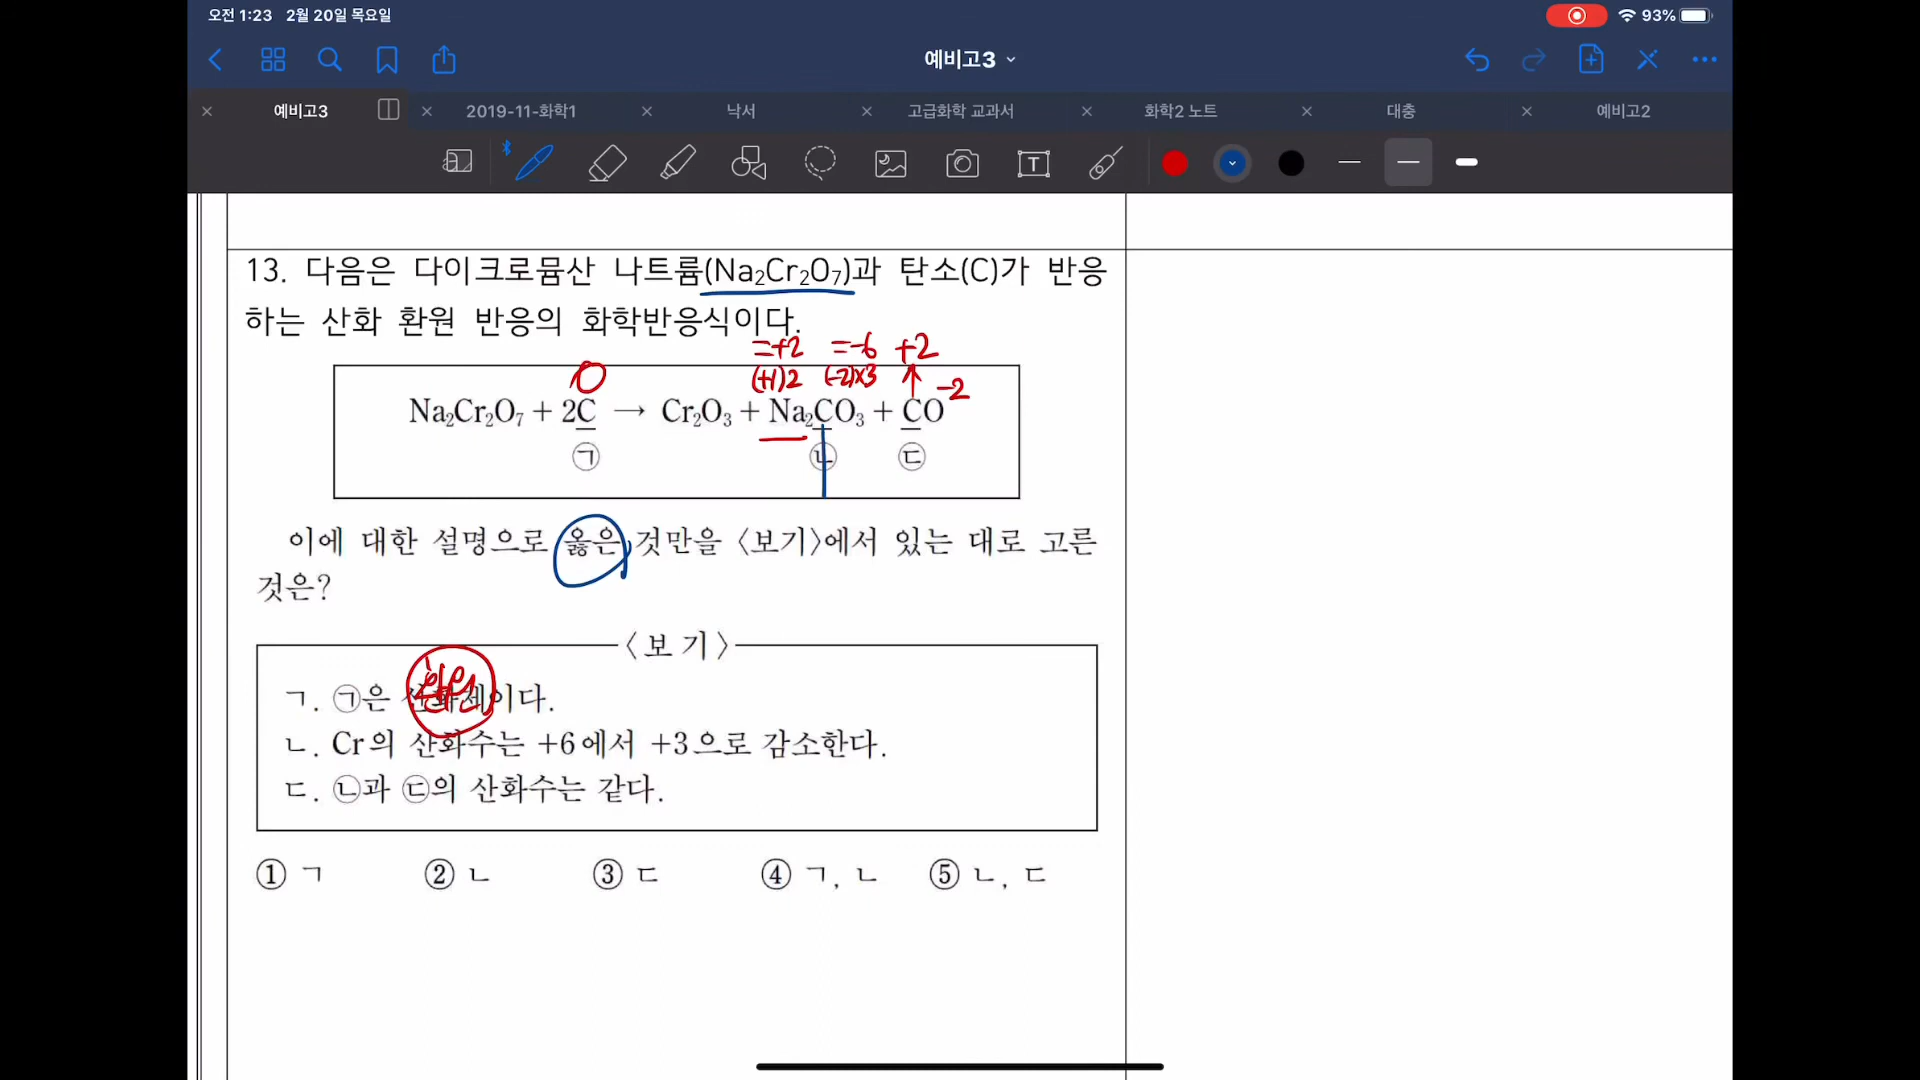 오전 1:23 2월 20일 목요일
93%
예비고3
예비고3 2019-11-화학1 낙서 고급화학 교과서 화학2 노트 대충 예비고2
T
13. 다음은 다이크로뮴산 나트륨(Na₂Cr₂O₇)과 탄소(C)가 반응
하는 산화 환원 반응의 화학반응식이다.
=+2 =-6 +2
0 (+1)2 (-2)×3 -2
Na₂Cr₂O₇ + 2C → Cr₂O₃ + Na₂CO₃ + CO
㉠ ㉡ ㉢
이에 대한 설명으로 옳은 것만을 <보기>에서 있는 대로 고른
것은?
<보 기>
환원
ㄱ. ㉠은 산화제이다.
ㄴ. Cr의 산화수는 +6에서 +3으로 감소한다.
ㄷ. ㉡과 ㉢의 산화수는 같다.
① ㄱ ② ㄴ ③ ㄷ ④ ㄱ, ㄴ ⑤ ㄴ, ㄷ